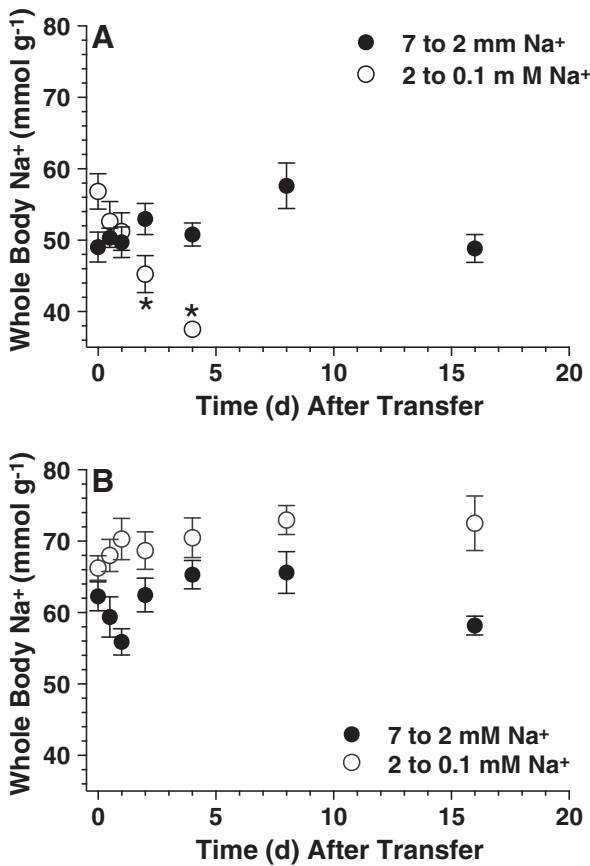 A
7 to 2 mm Na+
2 to 0.1 m M Na+
Whole Body Na+ (mmol g-1)
80
70
60
50
40
*
*
0
5
10
15
20
Time (d) After Transfer
B
Whole Body Na+ (mmol g-1)
80
70
60
50
40
7 to 2 mM Na+
2 to 0.1 mM Na+
0
5
10
15
20
Time (d) After Transfer